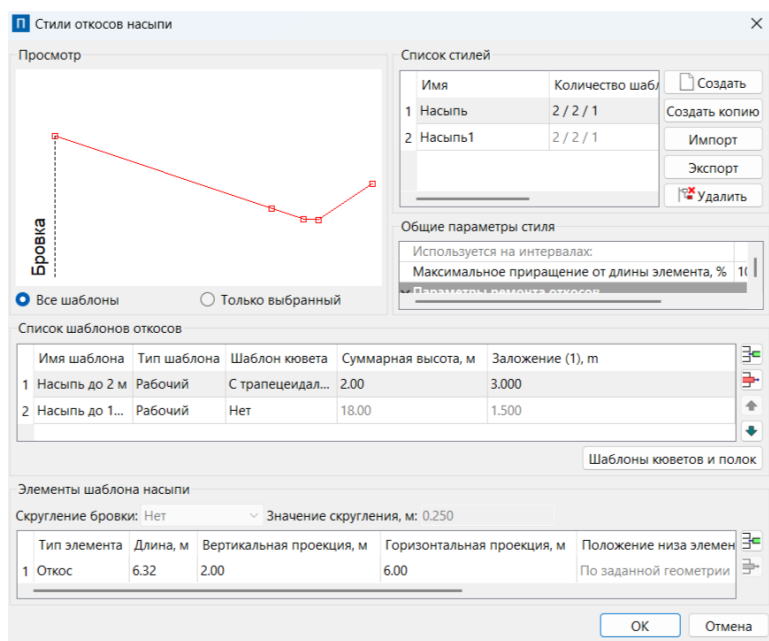 П Стили откосов насыпи
Просмотр
Бровка
Все шаблоны Только выбранный
Список стилей
Имя Количество шабл
1 Насыпь 2 / 2 / 1
2 Насыпь1 2 / 2 / 1
Создать
Создать копию
Импорт
Экспорт
Удалить
Общие параметры стиля
Используется на интервалах:
Максимальное приращение от длины элемента, % 10
Параметры ремонта откосов
Список шаблонов откосов
Имя шаблона Тип шаблона Шаблон кювета Суммарная высота, м Заложение (1), m
1 Насыпь до 2 м Рабочий С трапецеидал... 2.00 3.000
2 Насыпь до 1... Рабочий Нет 18.00 1.500
Шаблоны кюветов и полок
Элементы шаблона насыпи
Скругление бровки: Нет Значение скругления, м: 0.250
Тип элемента Длина, м Вертикальная проекция, м Горизонтальная проекция, м Положение низа элемен
1 Откос 6.32 2.00 6.00 По заданной геометрии
ОК Отмена